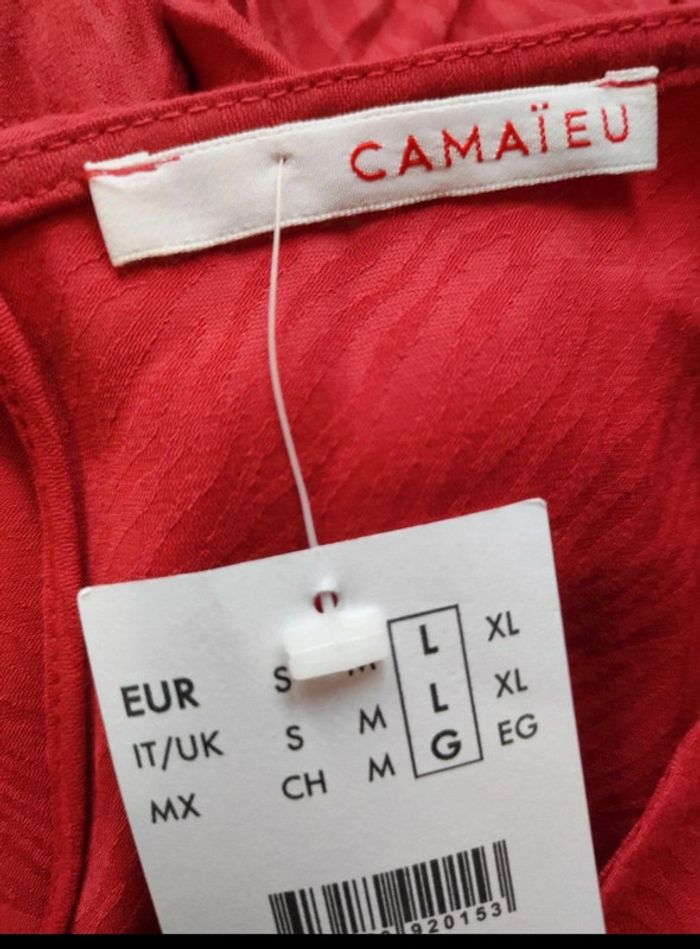 CAMAÏEU
EUR S M L XL
IT/UK S M L XL
MX CH M G EG
920153